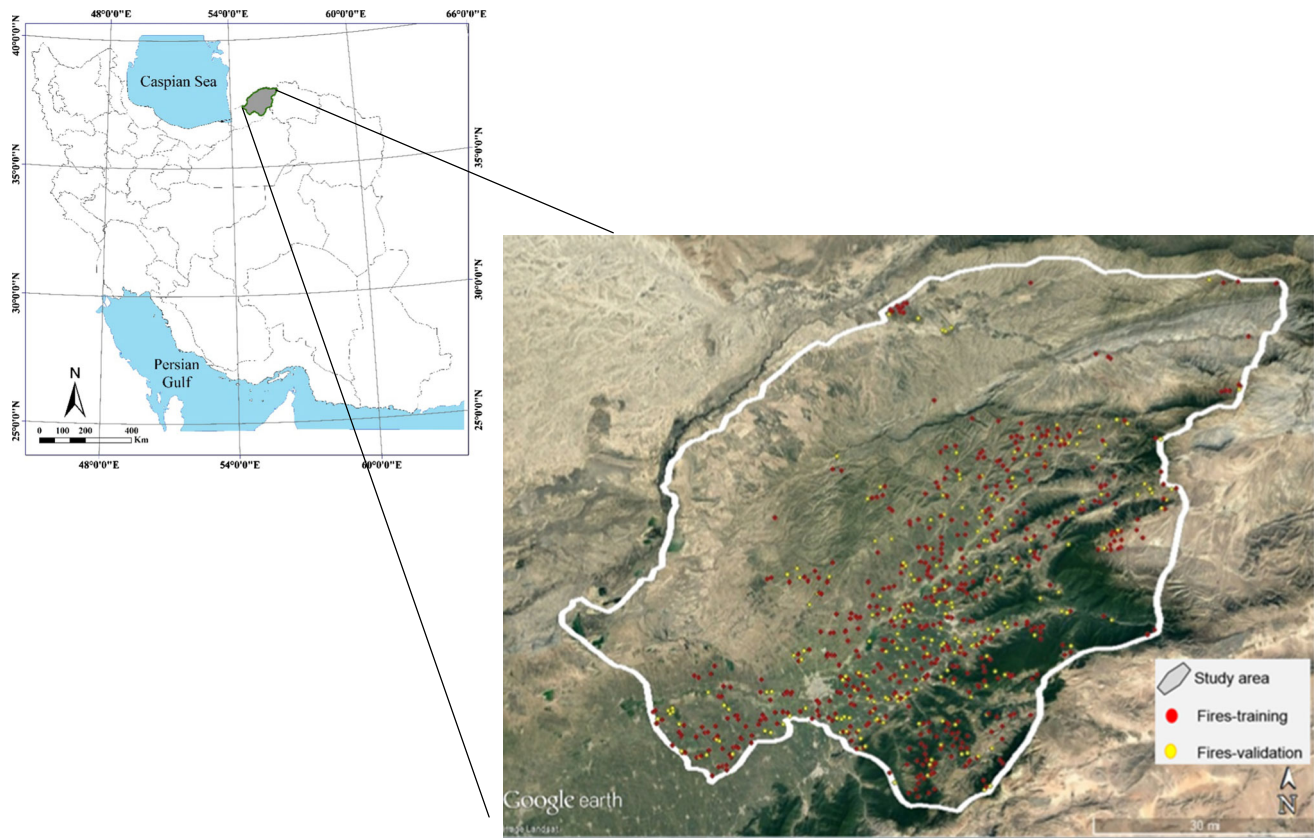 48°0'0"E 54°0'0"E 60°0'0"E 66°0'0"E
40°0'0"N
35°0'0"N
30°0'0"N
25°0'0"N
35°0'0"N
30°0'0"N
25°0'0"N
Caspian Sea
Persian
Gulf
N
0 100 200 400
Km
48°0'0"E 54°0'0"E 60°0'0"E
Study area
Fires-training
Fires-validation
N
Google earth
Landsat
30 mi